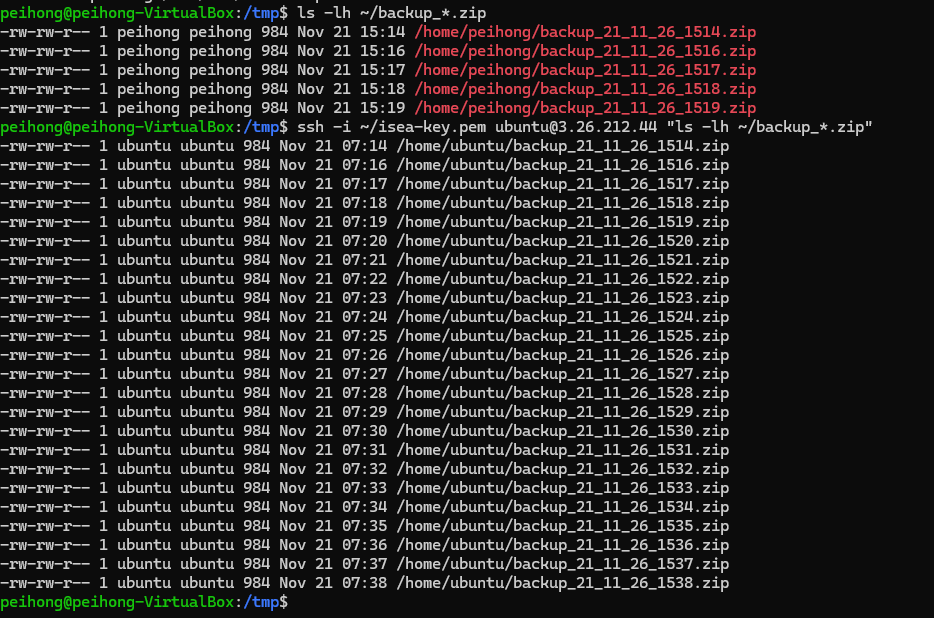 peihong@peihong-VirtualBox:/tmp$ ls -lh ~/backup_*.zip
-rw-rw-r-- 1 peihong peihong 984 Nov 21 15:14 /home/peihong/backup_21_11_26_1514.zip
-rw-rw-r-- 1 peihong peihong 984 Nov 21 15:16 /home/peihong/backup_21_11_26_1516.zip
-rw-rw-r-- 1 peihong peihong 984 Nov 21 15:17 /home/peihong/backup_21_11_26_1517.zip
-rw-rw-r-- 1 peihong peihong 984 Nov 21 15:18 /home/peihong/backup_21_11_26_1518.zip
-rw-rw-r-- 1 peihong peihong 984 Nov 21 15:19 /home/peihong/backup_21_11_26_1519.zip
peihong@peihong-VirtualBox:/tmp$ ssh -i ~/isea-key.pem ubuntu@3.26.212.44 "ls -lh ~/backup_*.zip"
-rw-rw-r-- 1 ubuntu ubuntu 984 Nov 21 07:14 /home/ubuntu/backup_21_11_26_1514.zip
-rw-rw-r-- 1 ubuntu ubuntu 984 Nov 21 07:16 /home/ubuntu/backup_21_11_26_1516.zip
-rw-rw-r-- 1 ubuntu ubuntu 984 Nov 21 07:17 /home/ubuntu/backup_21_11_26_1517.zip
-rw-rw-r-- 1 ubuntu ubuntu 984 Nov 21 07:18 /home/ubuntu/backup_21_11_26_1518.zip
-rw-rw-r-- 1 ubuntu ubuntu 984 Nov 21 07:19 /home/ubuntu/backup_21_11_26_1519.zip
-rw-rw-r-- 1 ubuntu ubuntu 984 Nov 21 07:20 /home/ubuntu/backup_21_11_26_1520.zip
-rw-rw-r-- 1 ubuntu ubuntu 984 Nov 21 07:21 /home/ubuntu/backup_21_11_26_1521.zip
-rw-rw-r-- 1 ubuntu ubuntu 984 Nov 21 07:22 /home/ubuntu/backup_21_11_26_1522.zip
-rw-rw-r-- 1 ubuntu ubuntu 984 Nov 21 07:23 /home/ubuntu/backup_21_11_26_1523.zip
-rw-rw-r-- 1 ubuntu ubuntu 984 Nov 21 07:24 /home/ubuntu/backup_21_11_26_1524.zip
-rw-rw-r-- 1 ubuntu ubuntu 984 Nov 21 07:25 /home/ubuntu/backup_21_11_26_1525.zip
-rw-rw-r-- 1 ubuntu ubuntu 984 Nov 21 07:26 /home/ubuntu/backup_21_11_26_1526.zip
-rw-rw-r-- 1 ubuntu ubuntu 984 Nov 21 07:27 /home/ubuntu/backup_21_11_26_1527.zip
-rw-rw-r-- 1 ubuntu ubuntu 984 Nov 21 07:28 /home/ubuntu/backup_21_11_26_1528.zip
-rw-rw-r-- 1 ubuntu ubuntu 984 Nov 21 07:29 /home/ubuntu/backup_21_11_26_1529.zip
-rw-rw-r-- 1 ubuntu ubuntu 984 Nov 21 07:30 /home/ubuntu/backup_21_11_26_1530.zip
-rw-rw-r-- 1 ubuntu ubuntu 984 Nov 21 07:31 /home/ubuntu/backup_21_11_26_1531.zip
-rw-rw-r-- 1 ubuntu ubuntu 984 Nov 21 07:32 /home/ubuntu/backup_21_11_26_1532.zip
-rw-rw-r-- 1 ubuntu ubuntu 984 Nov 21 07:33 /home/ubuntu/backup_21_11_26_1533.zip
-rw-rw-r-- 1 ubuntu ubuntu 984 Nov 21 07:34 /home/ubuntu/backup_21_11_26_1534.zip
-rw-rw-r-- 1 ubuntu ubuntu 984 Nov 21 07:35 /home/ubuntu/backup_21_11_26_1535.zip
-rw-rw-r-- 1 ubuntu ubuntu 984 Nov 21 07:36 /home/ubuntu/backup_21_11_26_1536.zip
-rw-rw-r-- 1 ubuntu ubuntu 984 Nov 21 07:37 /home/ubuntu/backup_21_11_26_1537.zip
-rw-rw-r-- 1 ubuntu ubuntu 984 Nov 21 07:38 /home/ubuntu/backup_21_11_26_1538.zip
peihong@peihong-VirtualBox:/tmp$